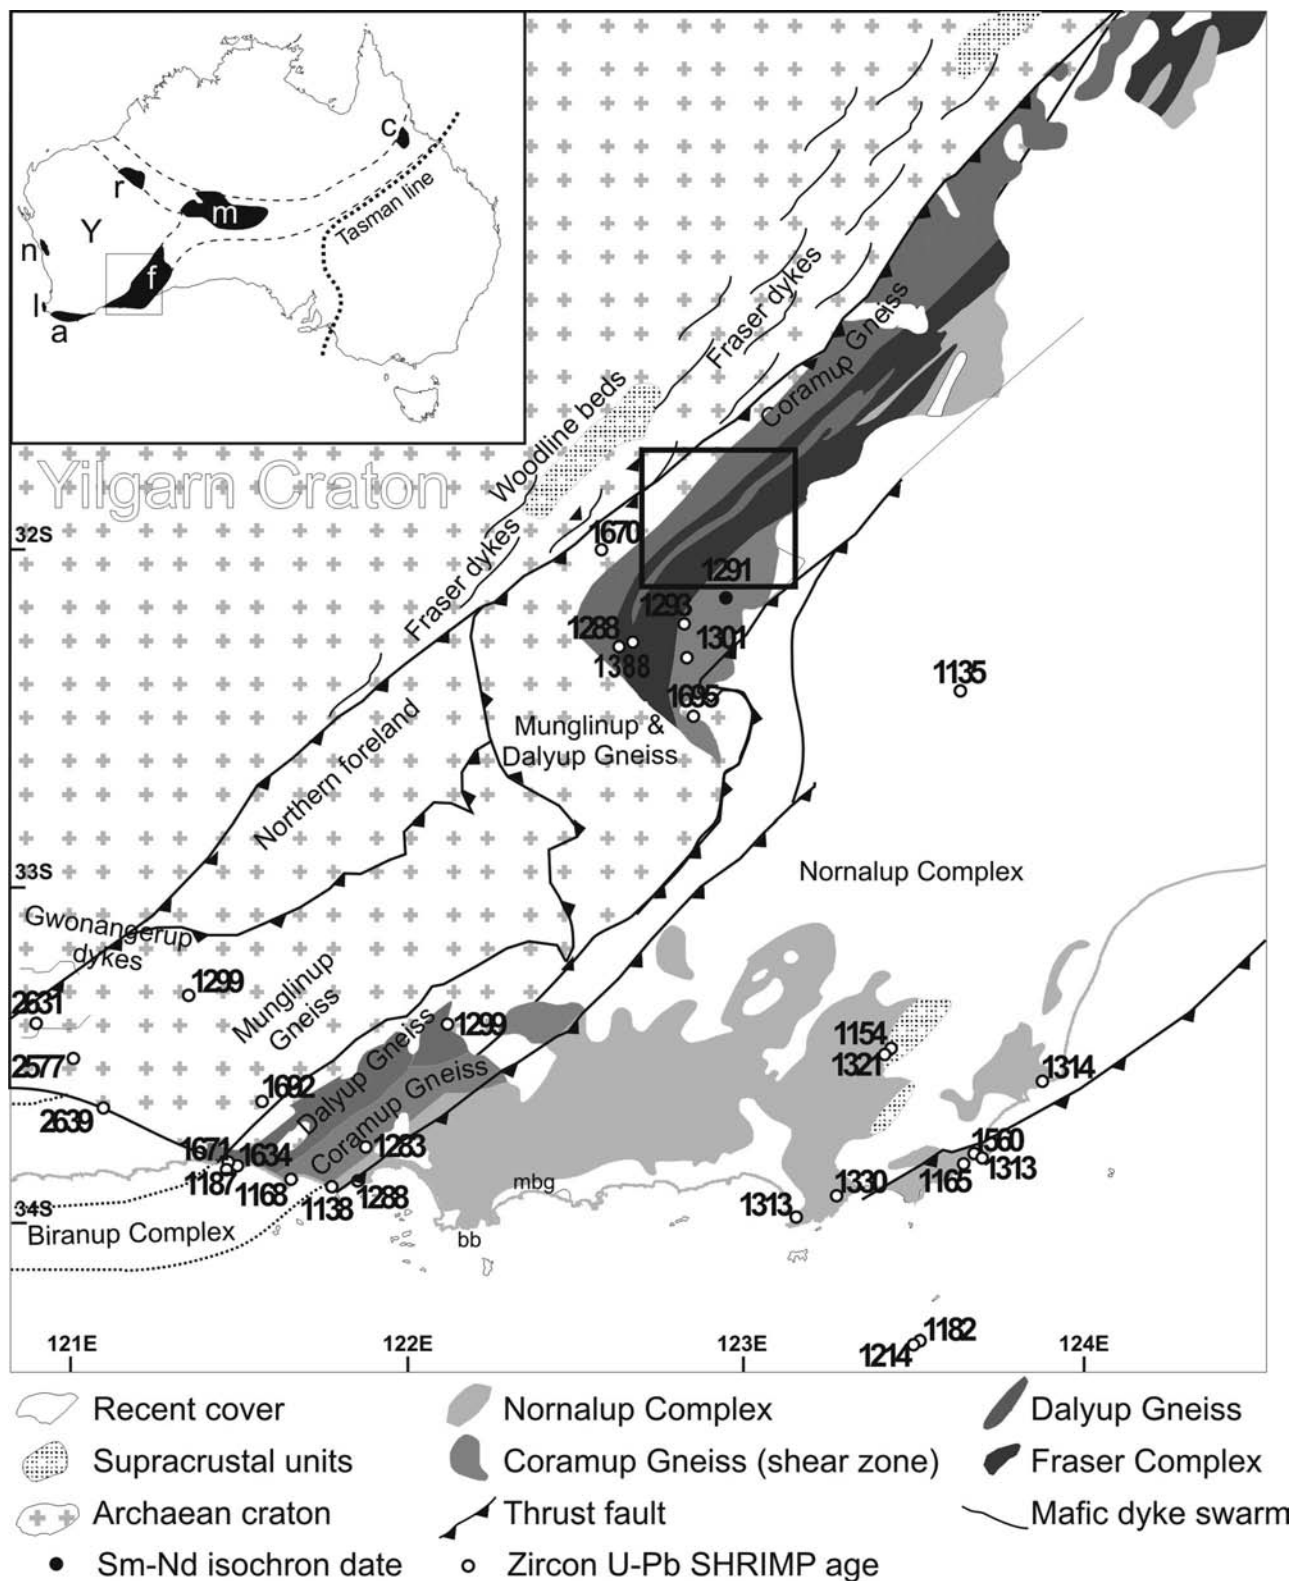 c
r
m
Tasman line
Y
n
f
l
a
Fraser dykes
Coramup Gneiss
Woodline beds
Yilgarn Craton
32S
1670
Fraser dykes
1291
1293
1288
1301
1388
1135
1695
Munglinup &
Dalyup Gneiss
Northern foreland
Nornalup Complex
33S
Gwonangerup
dykes
1299
2631
Munglinup
Gneiss
1299
1154
2577
1321
1314
1692
Dalyup Gneiss
2639
Coramup Gneiss
1283
1560
1671
1634
1313
1187
1168
1165
1138
1288
mbg
1330
1313
34S
Biranup Complex
bb
1182
1214
121E
122E
123E
124E
Recent cover
Nornalup Complex
Dalyup Gneiss
Supracrustal units
Coramup Gneiss (shear zone)
Fraser Complex
Archaean craton
Thrust fault
Mafic dyke swarm
Sm-Nd isochron date
Zircon U-Pb SHRIMP age